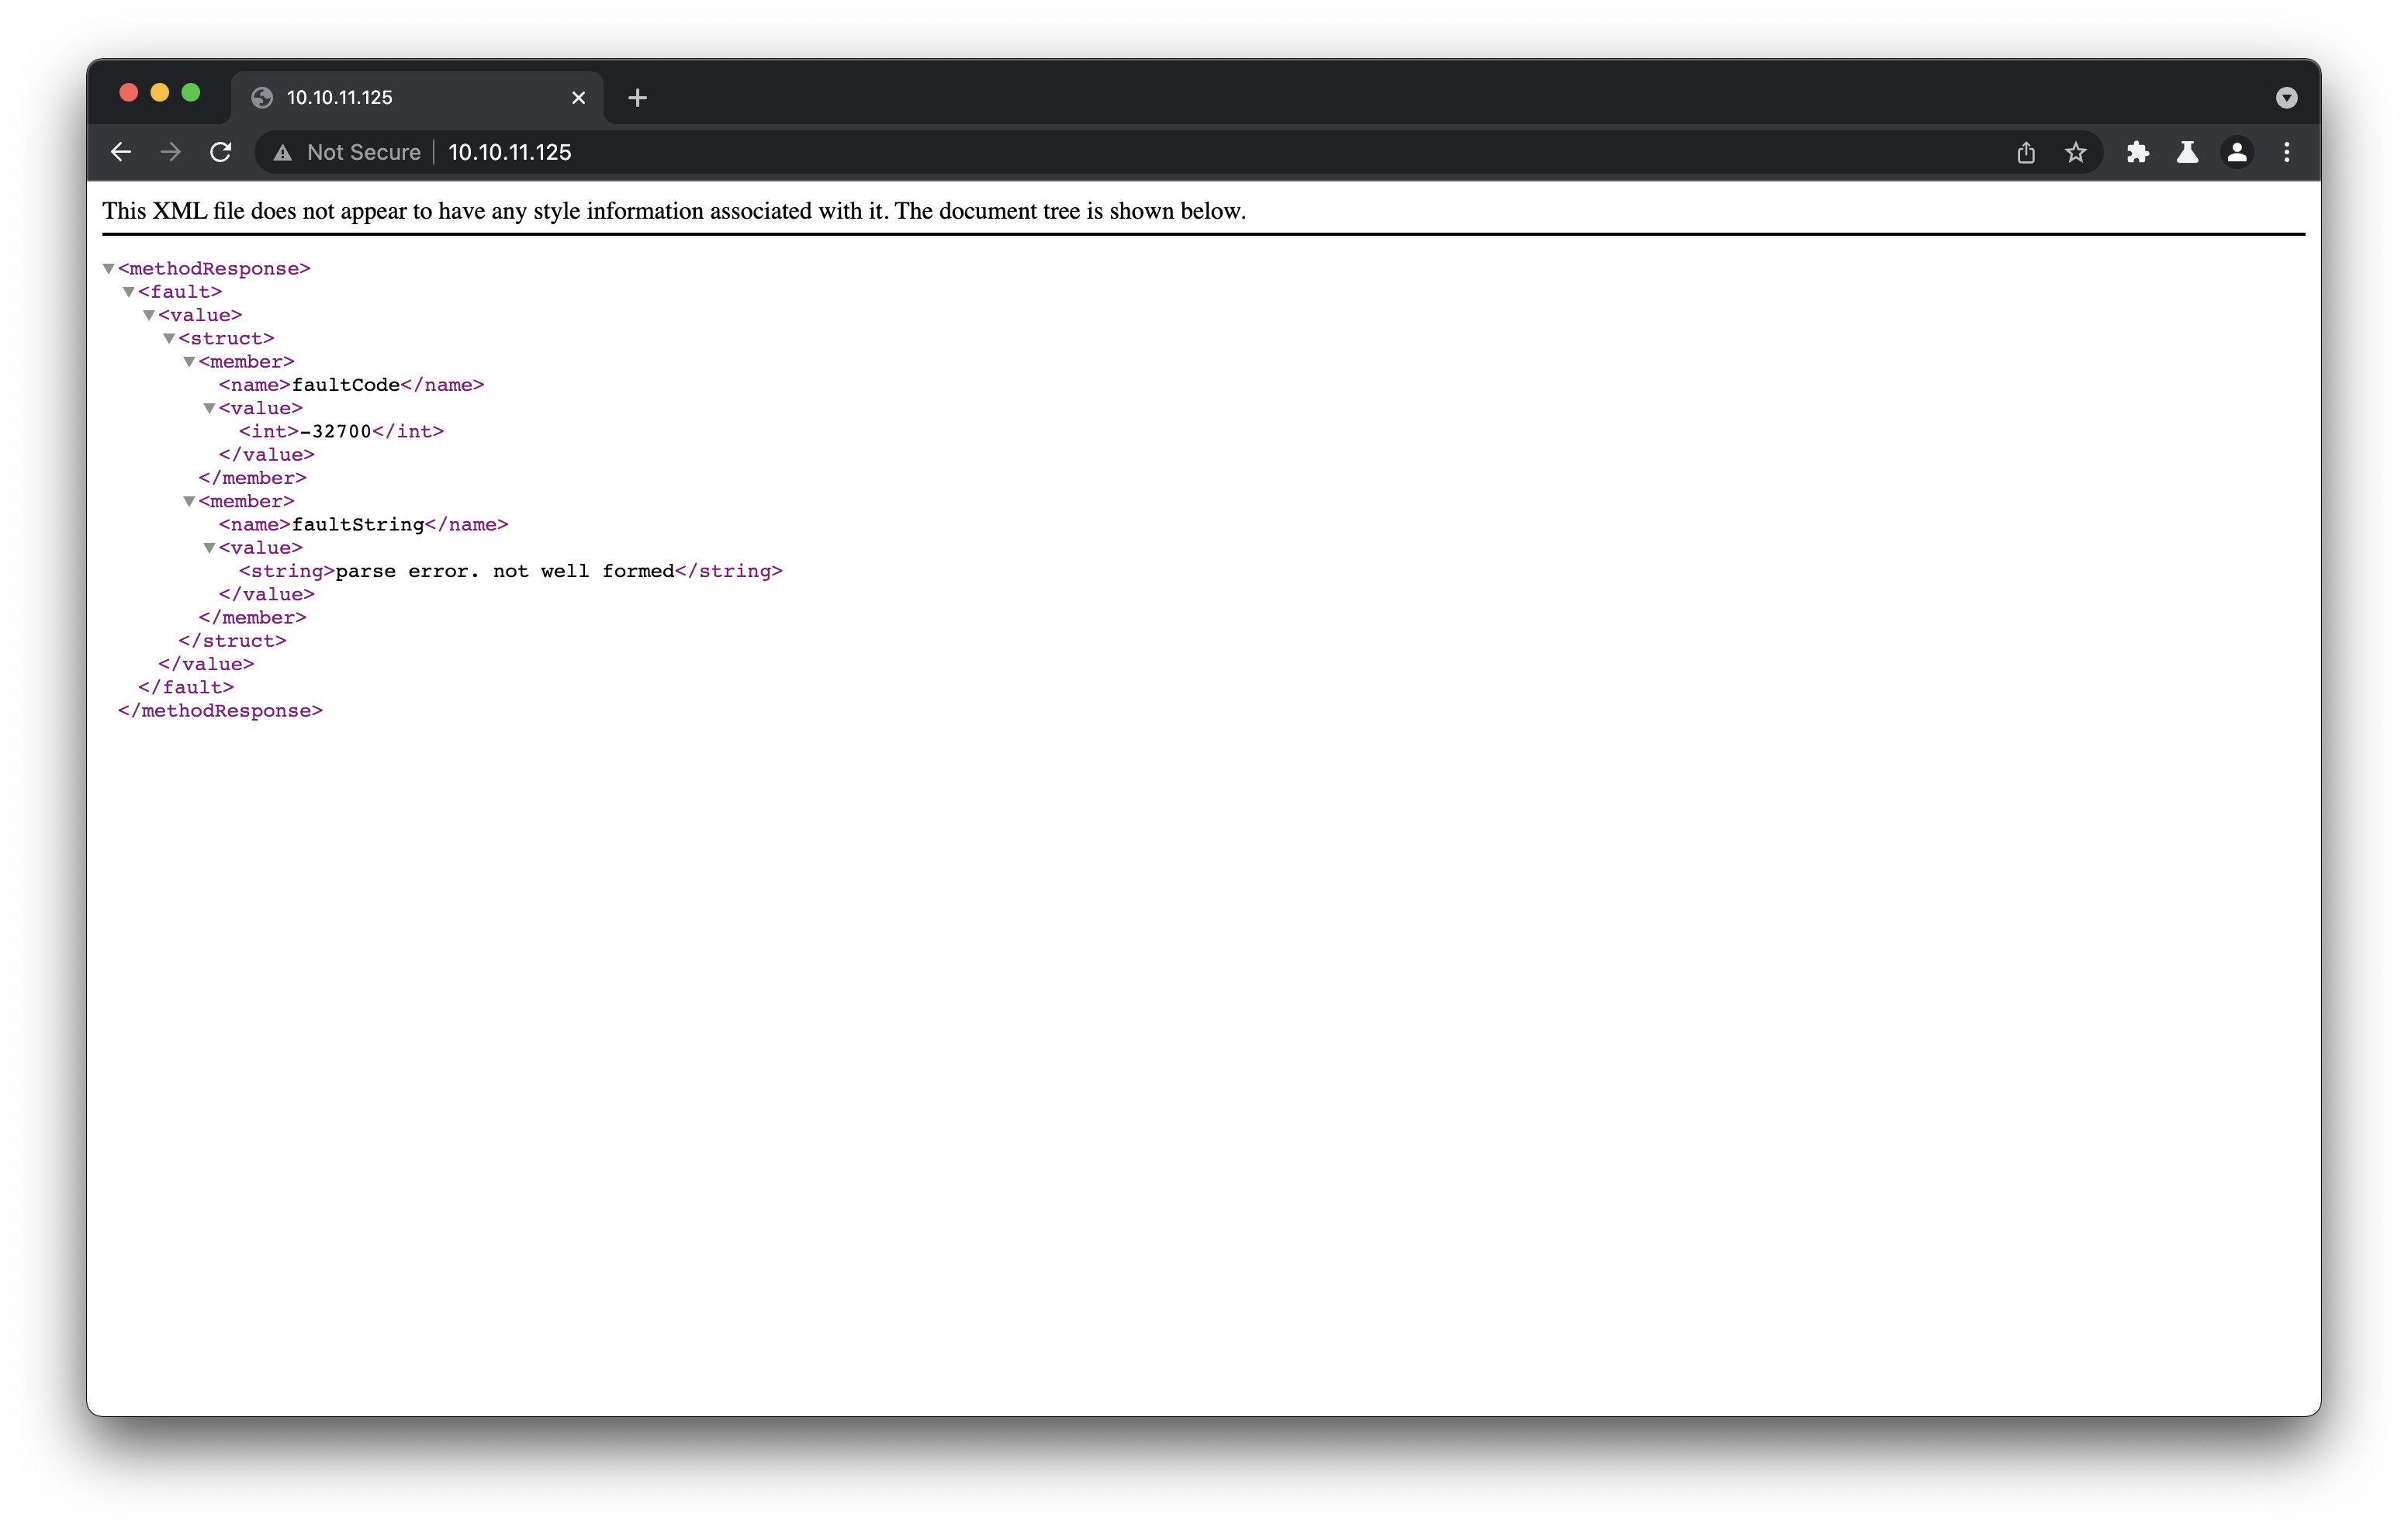 10.10.11.125
Not Secure 10.10.11.125
This XML file does not appear to have any style information associated with it. The document tree is shown below.
<methodResponse>
<fault>
<value>
<struct>
<member>
<name>faultCode</name>
<value>
<int>-32700</int>
</value>
</member>
<member>
<name>faultString</name>
<value>
<string>parse error. not well formed</string>
</value>
</member>
</struct>
</value>
</fault>
</methodResponse>